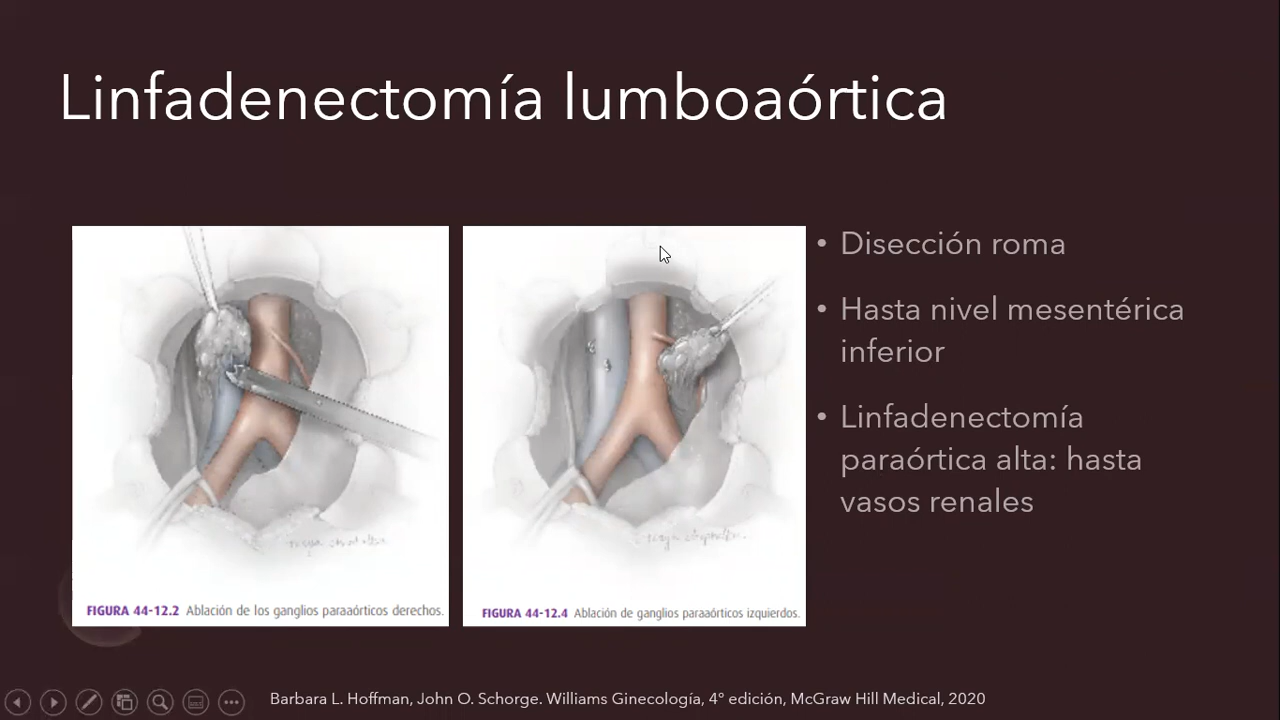 Linfadenectomía lumboaórtica
• Disección roma
• Hasta nivel mesentérica
inferior
• Linfadenectomía
paraórtica alta: hasta
vasos renales
FIGURA 44-12.2 Ablación de los ganglios paraaórticos derechos.
FIGURA 44-12.4 Ablación de ganglios paraaórticos izquierdos.
Barbara L. Hoffman, John O. Schorge. Williams Ginecología, 4° edición, McGraw Hill Medical, 2020